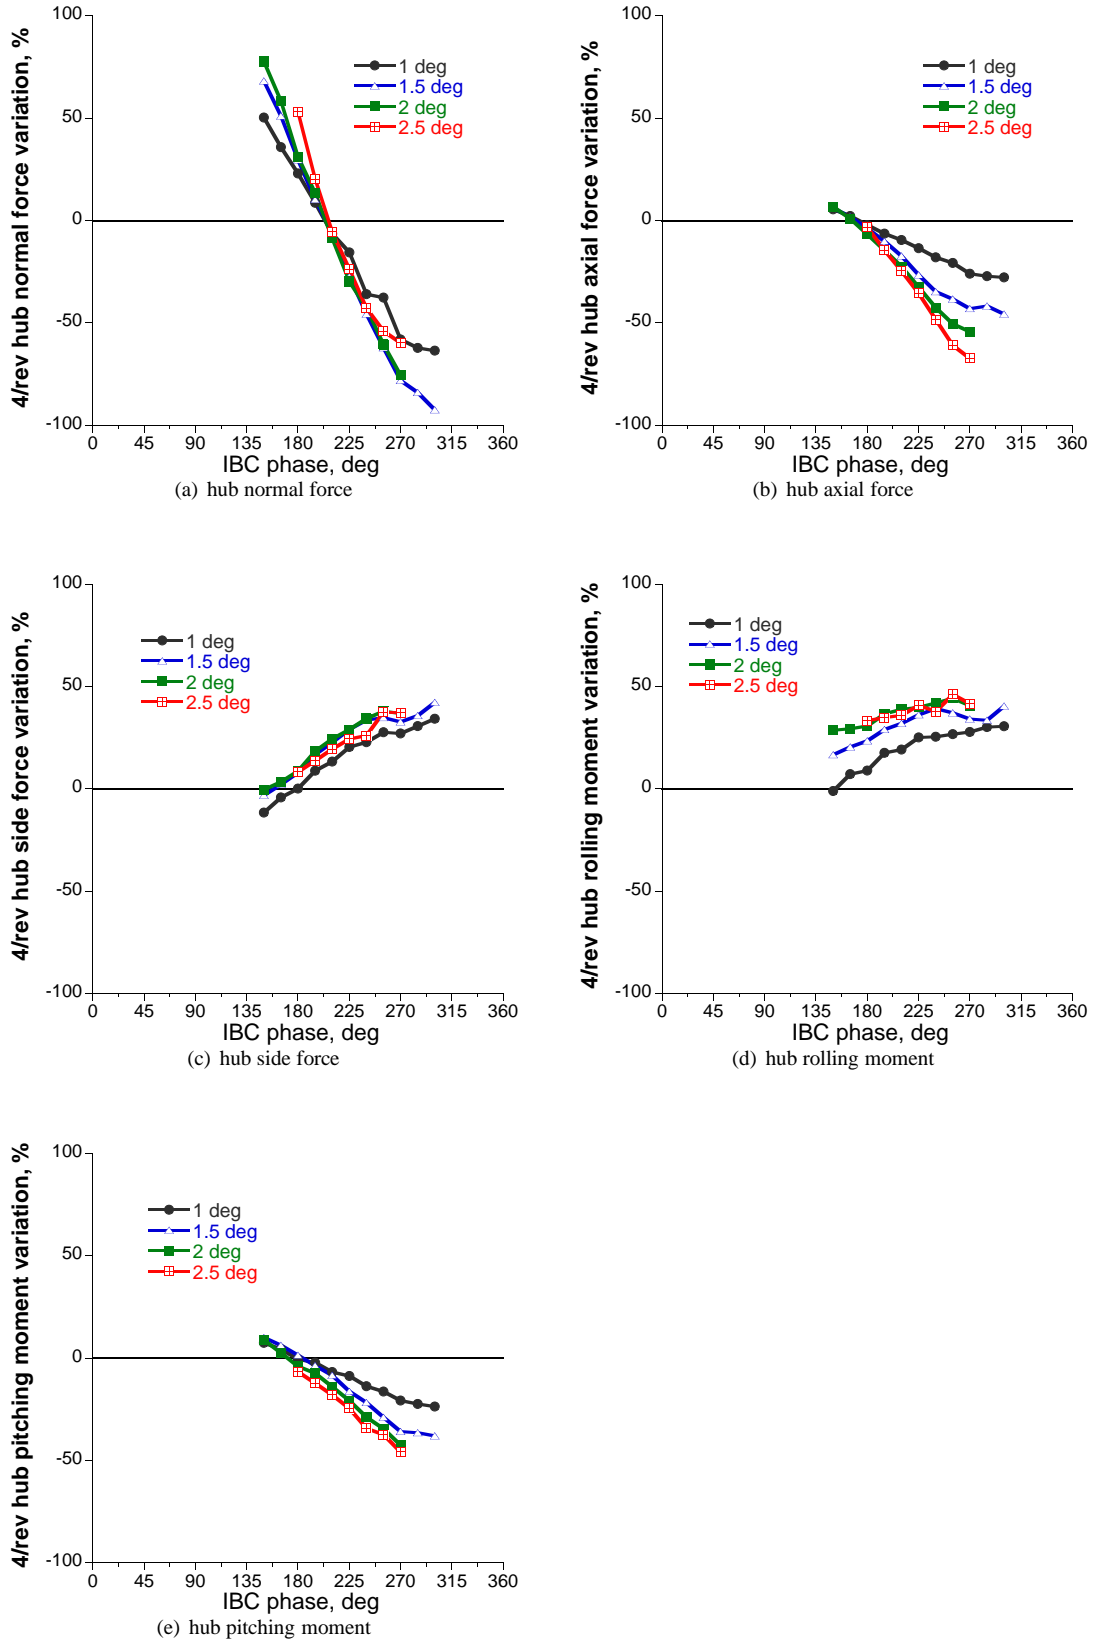 4/rev hub normal force variation, %
100
50
0
-50
-100
1 deg
1.5 deg
2 deg
2.5 deg
0 45 90 135 180 225 270 315 360
IBC phase, deg
(a) hub normal force
4/rev hub axial force variation, %
100
50
0
-50
-100
1 deg
1.5 deg
2 deg
2.5 deg
0 45 90 135 180 225 270 315 360
IBC phase, deg
(b) hub axial force
4/rev hub side force variation, %
100
50
0
-50
-100
1 deg
1.5 deg
2 deg
2.5 deg
0 45 90 135 180 225 270 315 360
IBC phase, deg
(c) hub side force
4/rev hub rolling moment variation, %
100
50
0
-50
-100
1 deg
1.5 deg
2 deg
2.5 deg
0 45 90 135 180 225 270 315 360
IBC phase, deg
(d) hub rolling moment
4/rev hub pitching moment variation, %
100
50
0
-50
-100
1 deg
1.5 deg
2 deg
2.5 deg
0 45 90 135 180 225 270 315 360
IBC phase, deg
(e) hub pitching moment